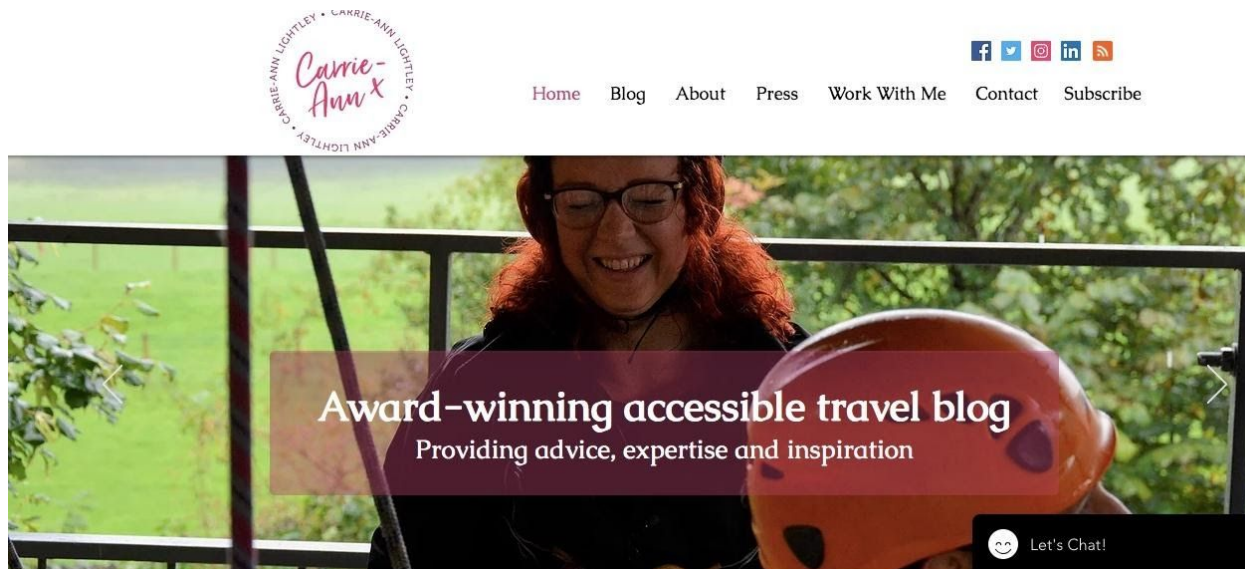 CARRIE-ANN LIGHTLEY • CARRIE-ANN LIGHTLEY • CARRIE-ANN LIGHTLEY •
Carrie-
Ann x
Home Blog About Press Work With Me Contact Subscribe
Award-winning accessible travel blog
Providing advice, expertise and inspiration
Let's Chat!